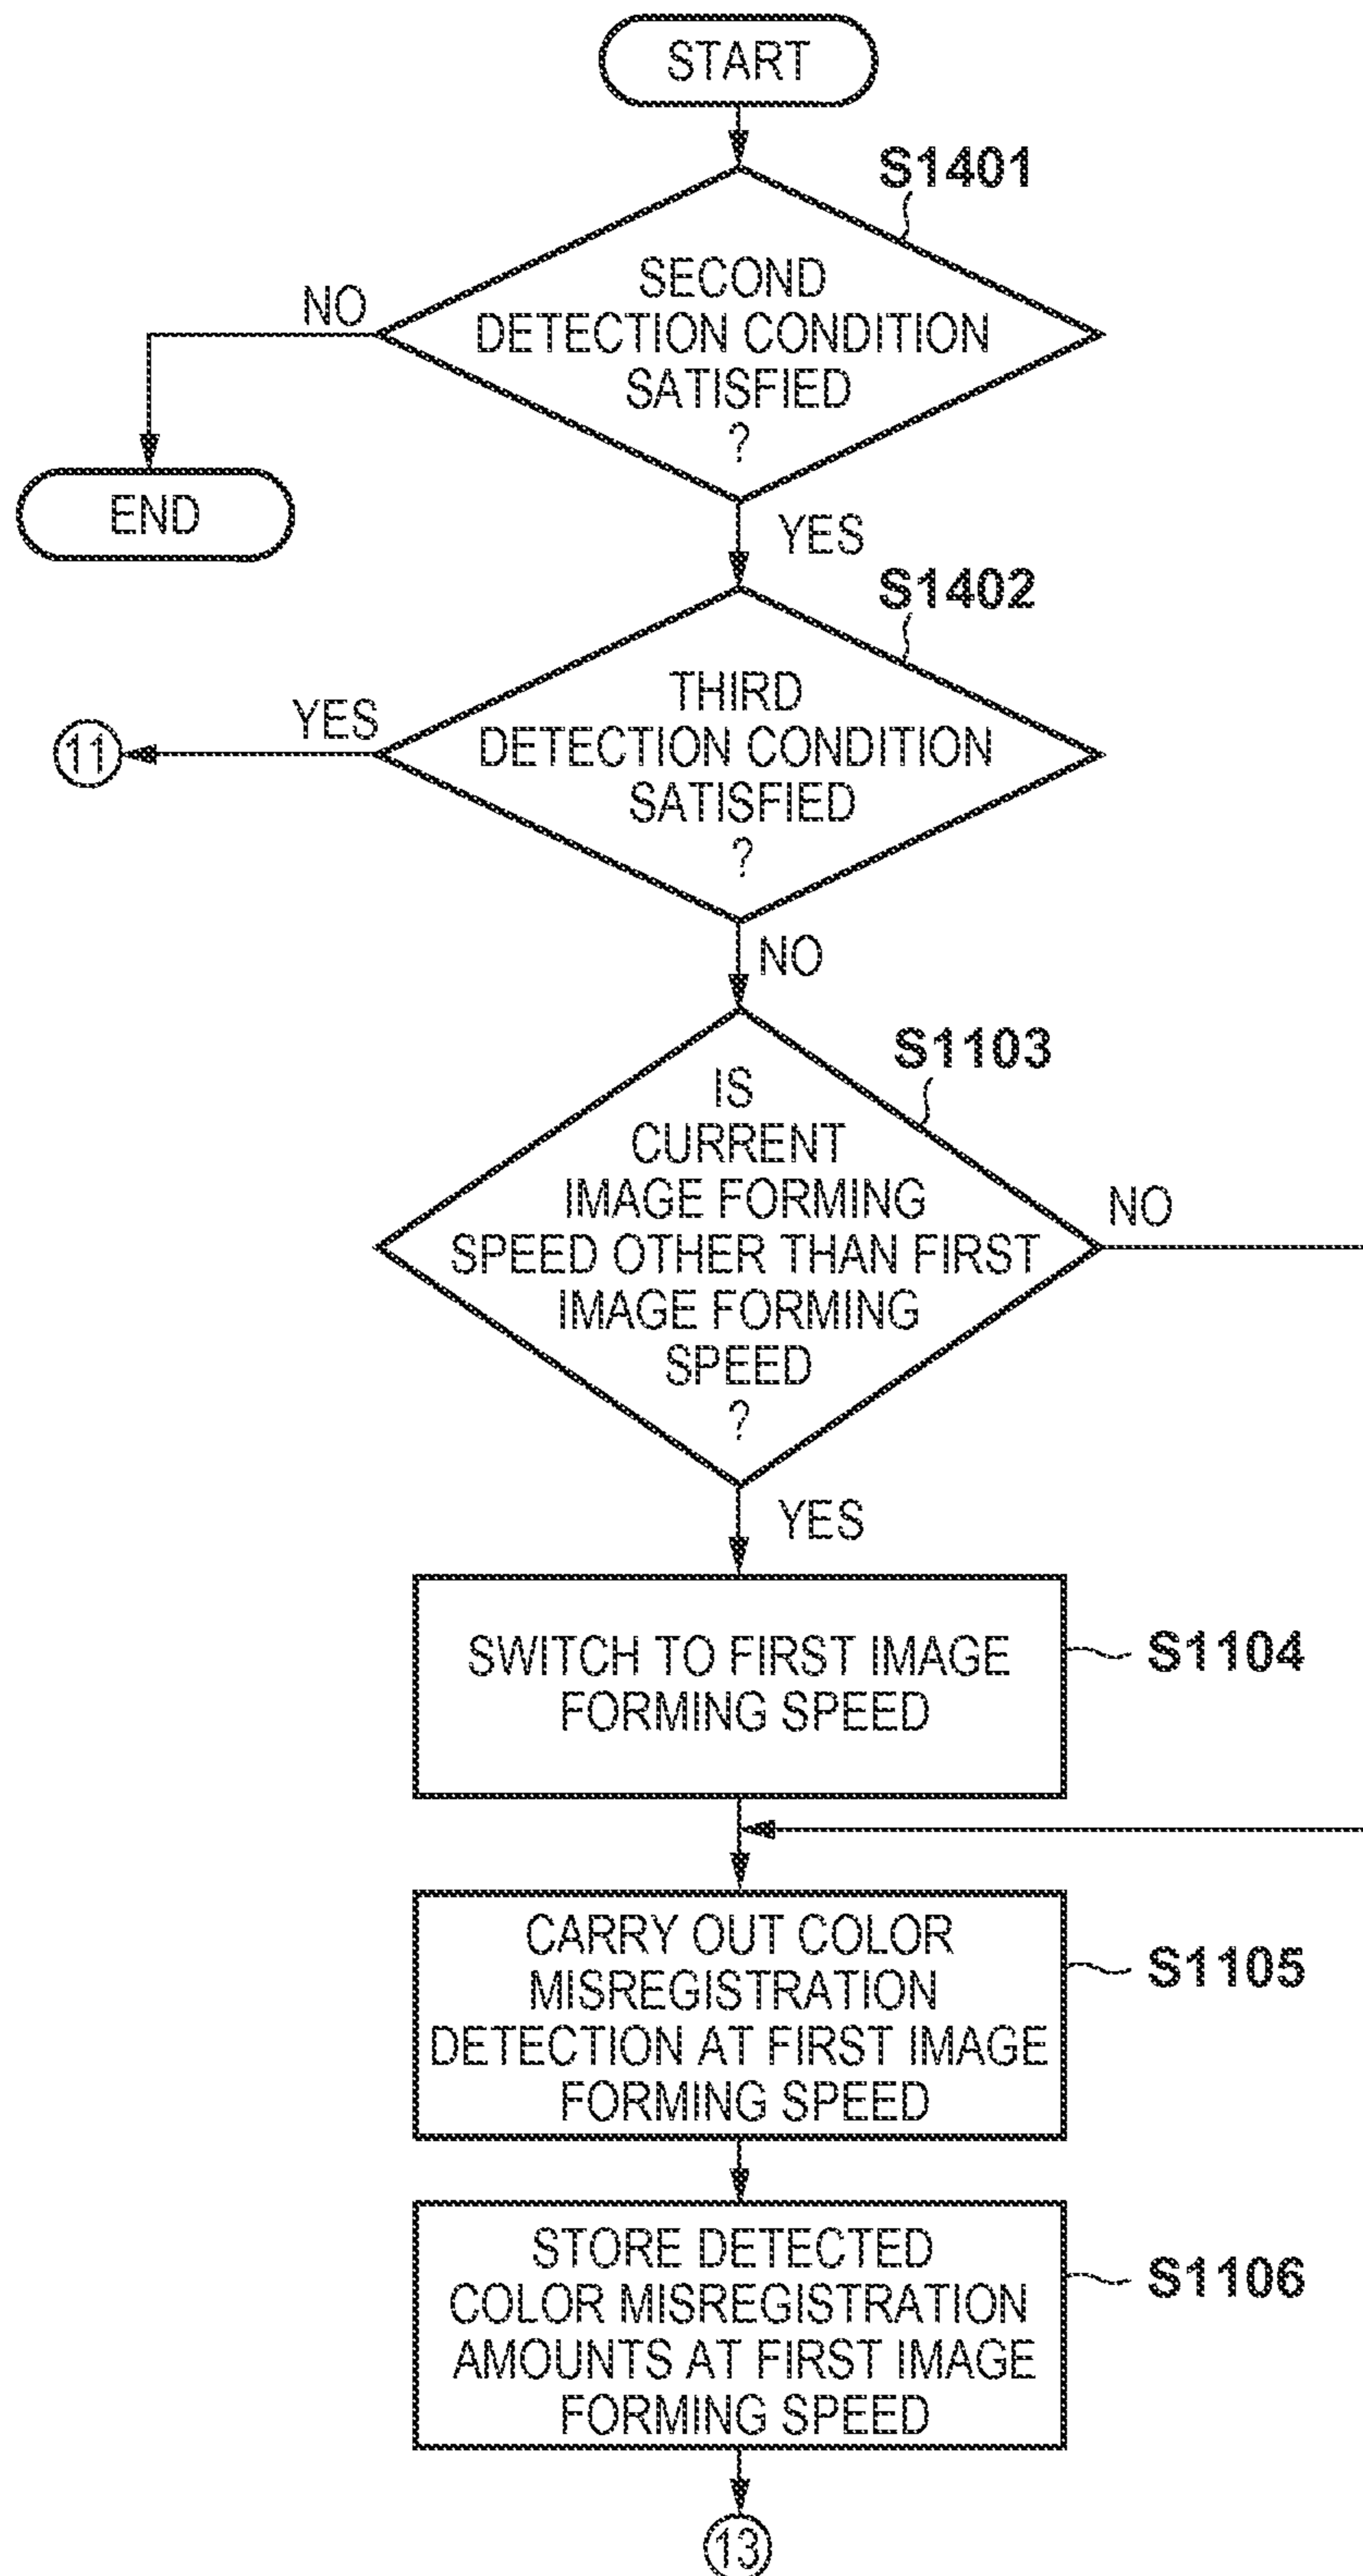 START
S1401
SECOND
DETECTION CONDITION
SATISFIED
?
NO
END
YES
S1402
THIRD
DETECTION CONDITION
SATISFIED
?
YES
11
NO
S1103
IS
CURRENT
IMAGE FORMING
SPEED OTHER THAN FIRST
IMAGE FORMING
SPEED
?
NO
YES
SWITCH TO FIRST IMAGE
FORMING SPEED
S1104
CARRY OUT COLOR
MISREGISTRATION
DETECTION AT FIRST IMAGE
FORMING SPEED
S1105
STORE DETECTED
COLOR MISREGISTRATION
AMOUNTS AT FIRST IMAGE
FORMING SPEED
S1106
13